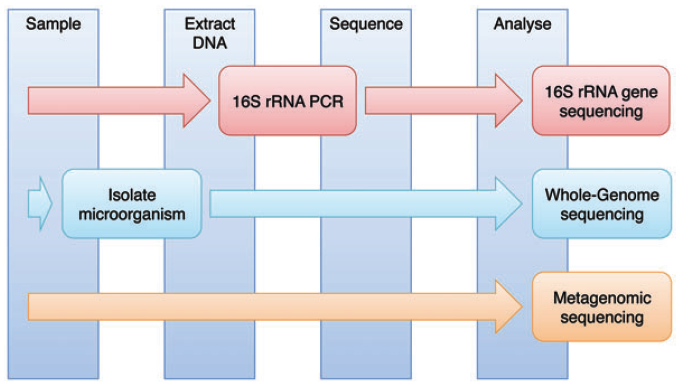 Sample
Extract
DNA
Sequence
Analyse
16S rRNA PCR
16S rRNA gene
sequencing
Isolate
microorganism
Whole-Genome
sequencing
Metagenomic
sequencing